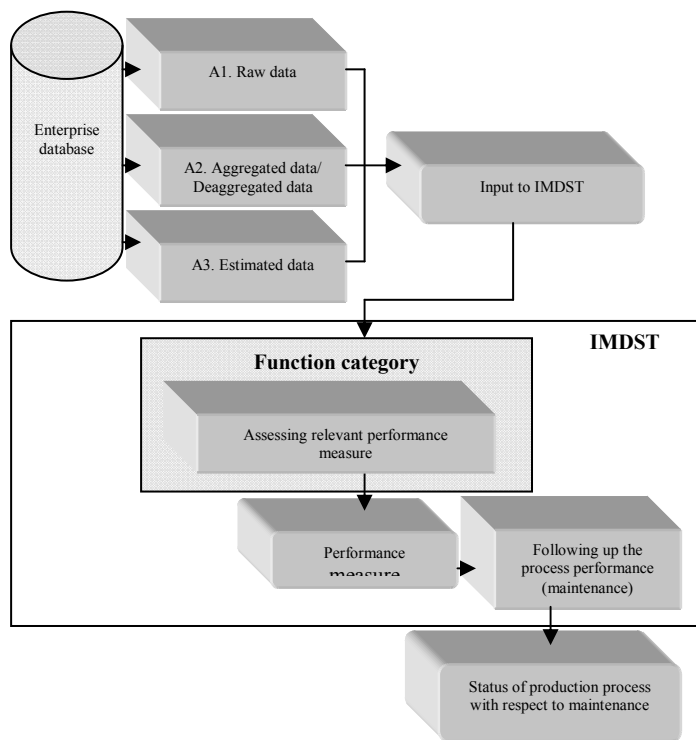 A1. Raw data
Enterprise
database
A2. Aggregated data/
Deaggregated data
Input to IMDST
A3. Estimated data
IMDST
Function category
Assessing relevant performance
measure
Performance
measure
Following up the
process performance
(maintenance)
Status of production process
with respect to maintenance